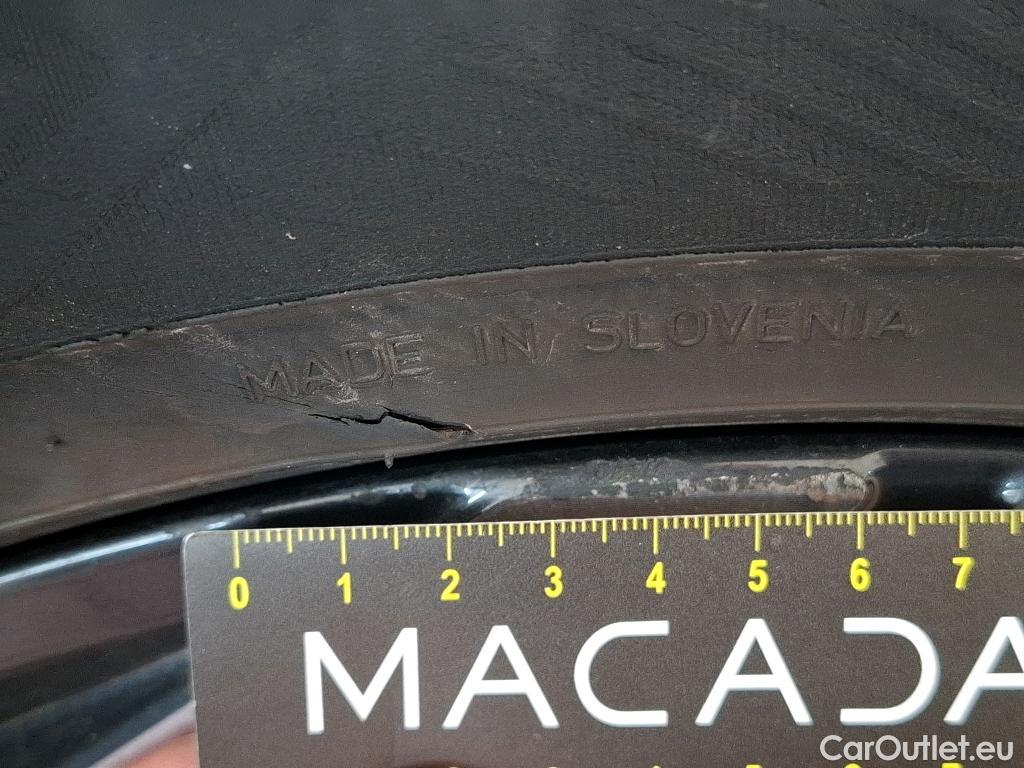 MADE IN SLOVENIA
0 1 2 3 4 5 6 7
MACADA
CarOutlet.eu